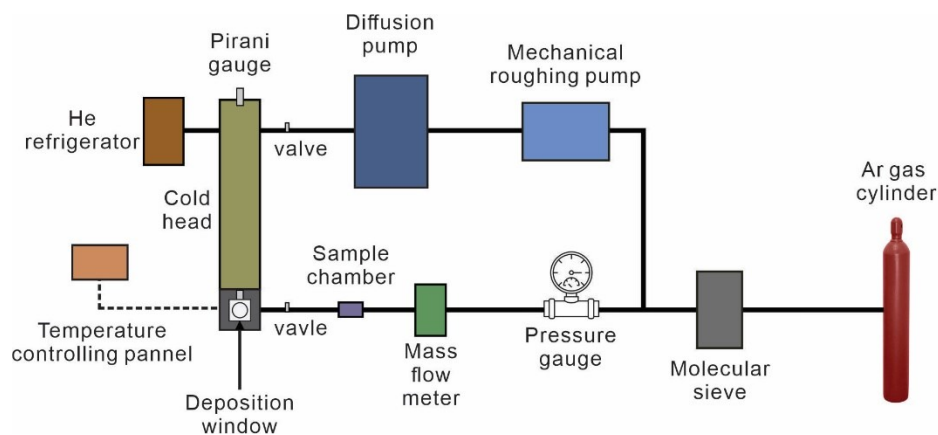 Diffusion
pump
Pirani
gauge
Mechanical
roughing pump
He
refrigerator
valve
Ar gas
cylinder
Cold
head
Sample
chamber
vavle
Temperature
controlling pannel
Pressure
gauge
Mass
flow
meter
Molecular
sieve
Deposition
window